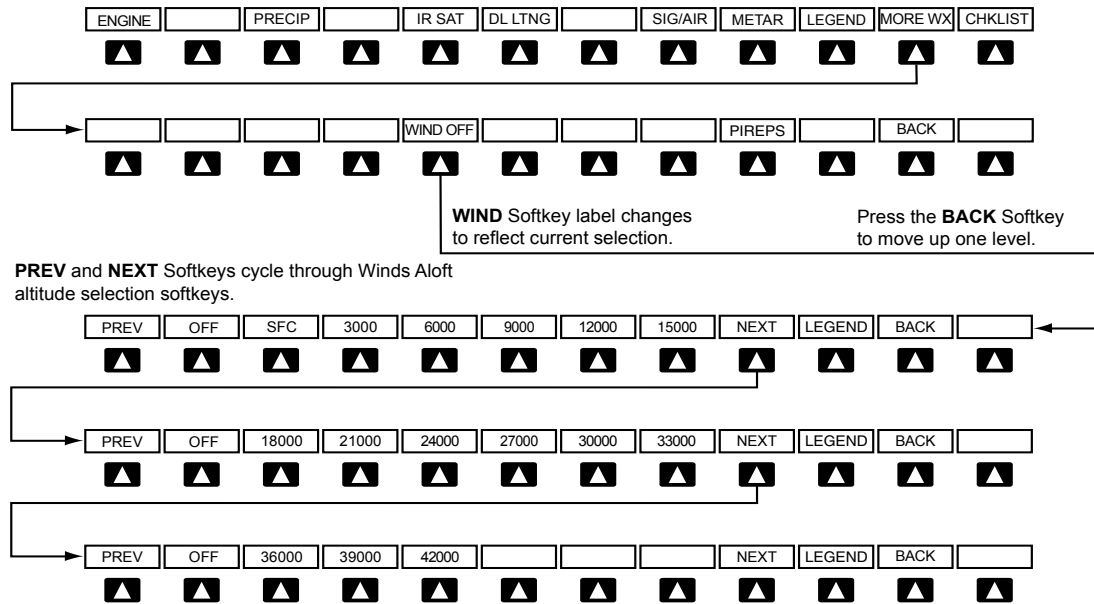 ENGINE PRECIP IR SAT DL LTNG SIG/AIR METAR LEGEND MORE WX CHKLIST
WIND OFF PIREPS BACK
WIND Softkey label changes
to reflect current selection.
Press the BACK Softkey
to move up one level.
PREV and NEXT Softkeys cycle through Winds Aloft
altitude selection softkeys.
PREV OFF SFC 3000 6000 9000 12000 15000 NEXT LEGEND BACK
PREV OFF 18000 21000 24000 27000 30000 33000 NEXT LEGEND BACK
PREV OFF 36000 39000 42000 NEXT LEGEND BACK